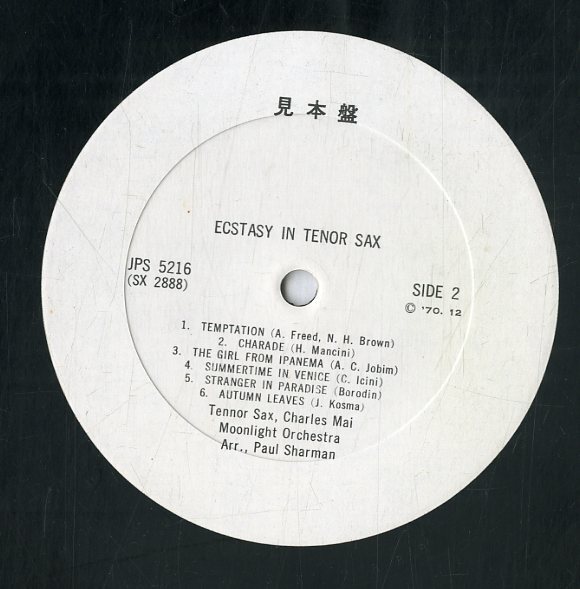 見本盤
ECSTASY IN TENOR SAX
JPS 5216
(SX 2888)
SIDE 2
© '70. 12
1. TEMPTATION (A. Freed, N. H. Brown)
2. CHARADE (H. Mancini)
3. THE GIRL FROM IPANEMA (A. C. Jobim)
4. SUMMERTIME IN VENICE (C. Icini)
5. STRANGER IN PARADISE (Borodin)
6. AUTUMN LEAVES (J. Kosma)
Tennor Sax, Charles Mai
Moonlight Orchestra
Arr,, Paul Sharman